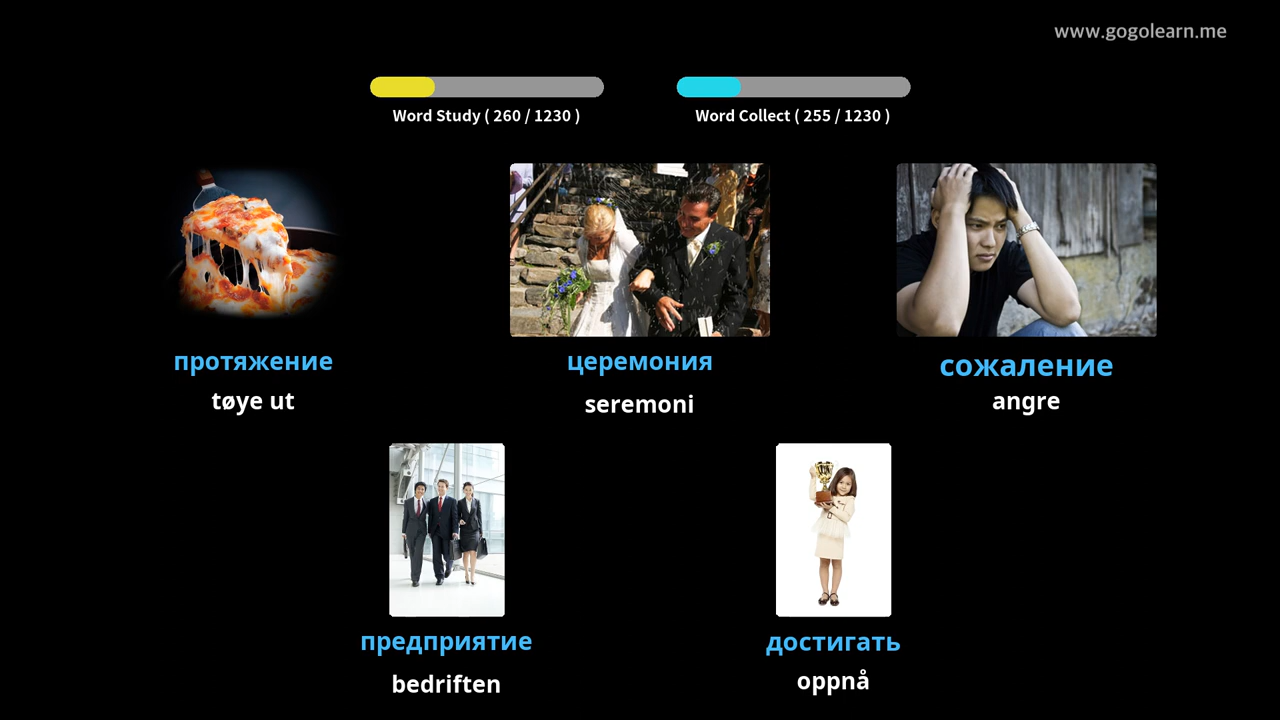 www.gogolearn.me
Word Study ( 260 / 1230 )
Word Collect ( 255 / 1230 )
протяжение
tøye ut
церемония
seremoni
сожаление
angre
предприятие
bedriften
достигать
oppnå